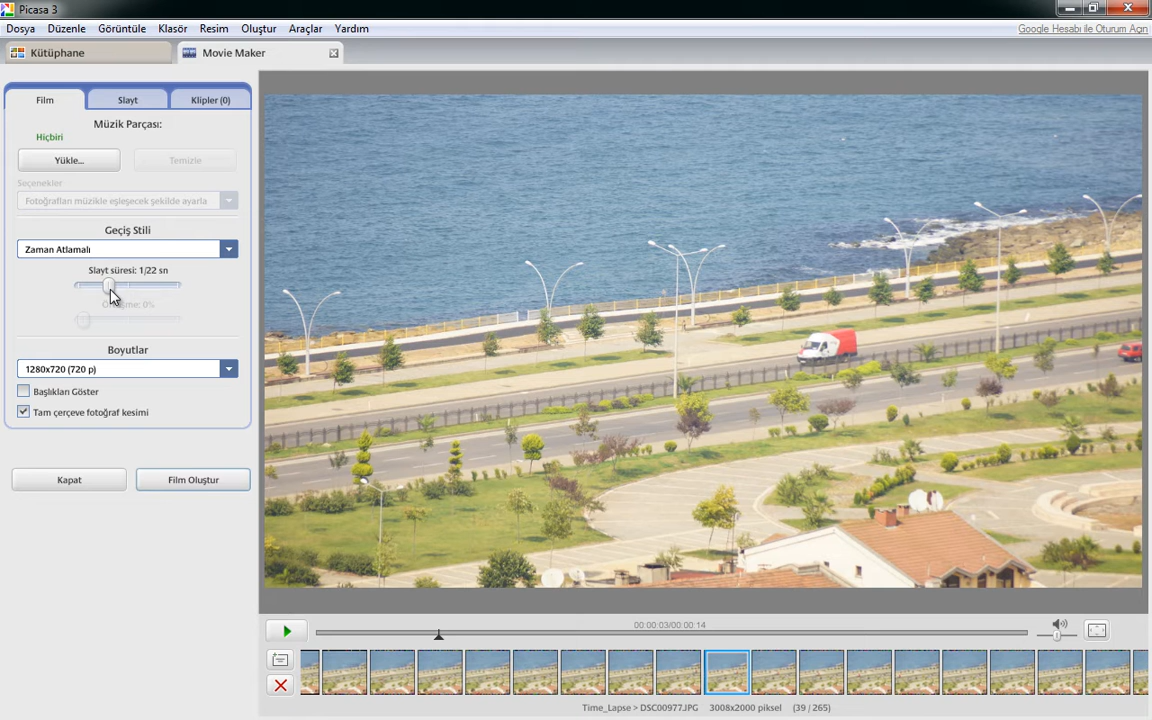 Picasa 3
Dosya Düzenle Görüntüle Klasör Resim Oluştur Araçlar Yardım
Google Hesabı ile Oturum Açın
Kütüphane
Movie Maker
Film
Slayt
Klipler (0)
Müzik Parçası:
Hiçbiri
Yükle...
Temizle
Seçenekler
Fotoğrafları müzikle eşleşecek şekilde ayarla
Geçiş Stili
Zaman Atlamalı
Slayt süresi: 1/22 sn
0%
Boyutlar
1280x720 (720 p)
Başlıkları Göster
Tam çerçeve fotoğraf kesimi
Kapat
Film Oluştur
00:00:03/00:00:14
Time_Lapse > DSC00977.JPG 3008x2000 piksel (39 / 265)